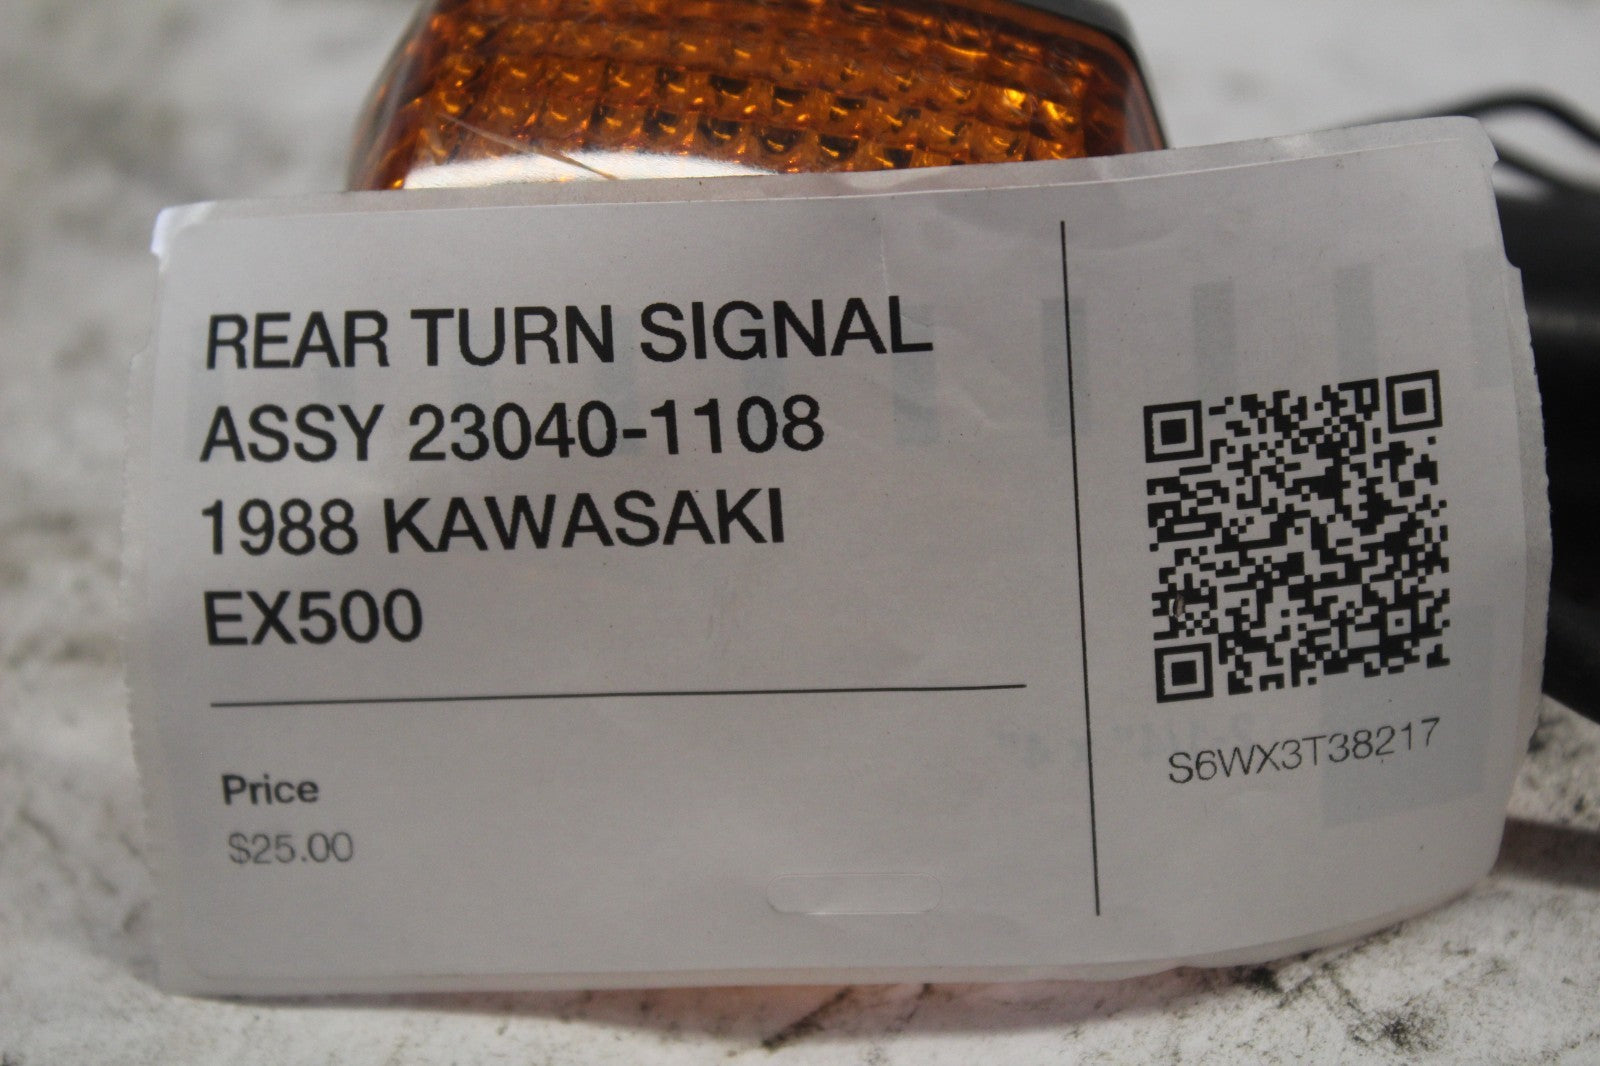 REAR TURN SIGNAL
ASSY 23040-1108
1988 KAWASAKI
EX500
Price
$25.00
S6WX3T38217